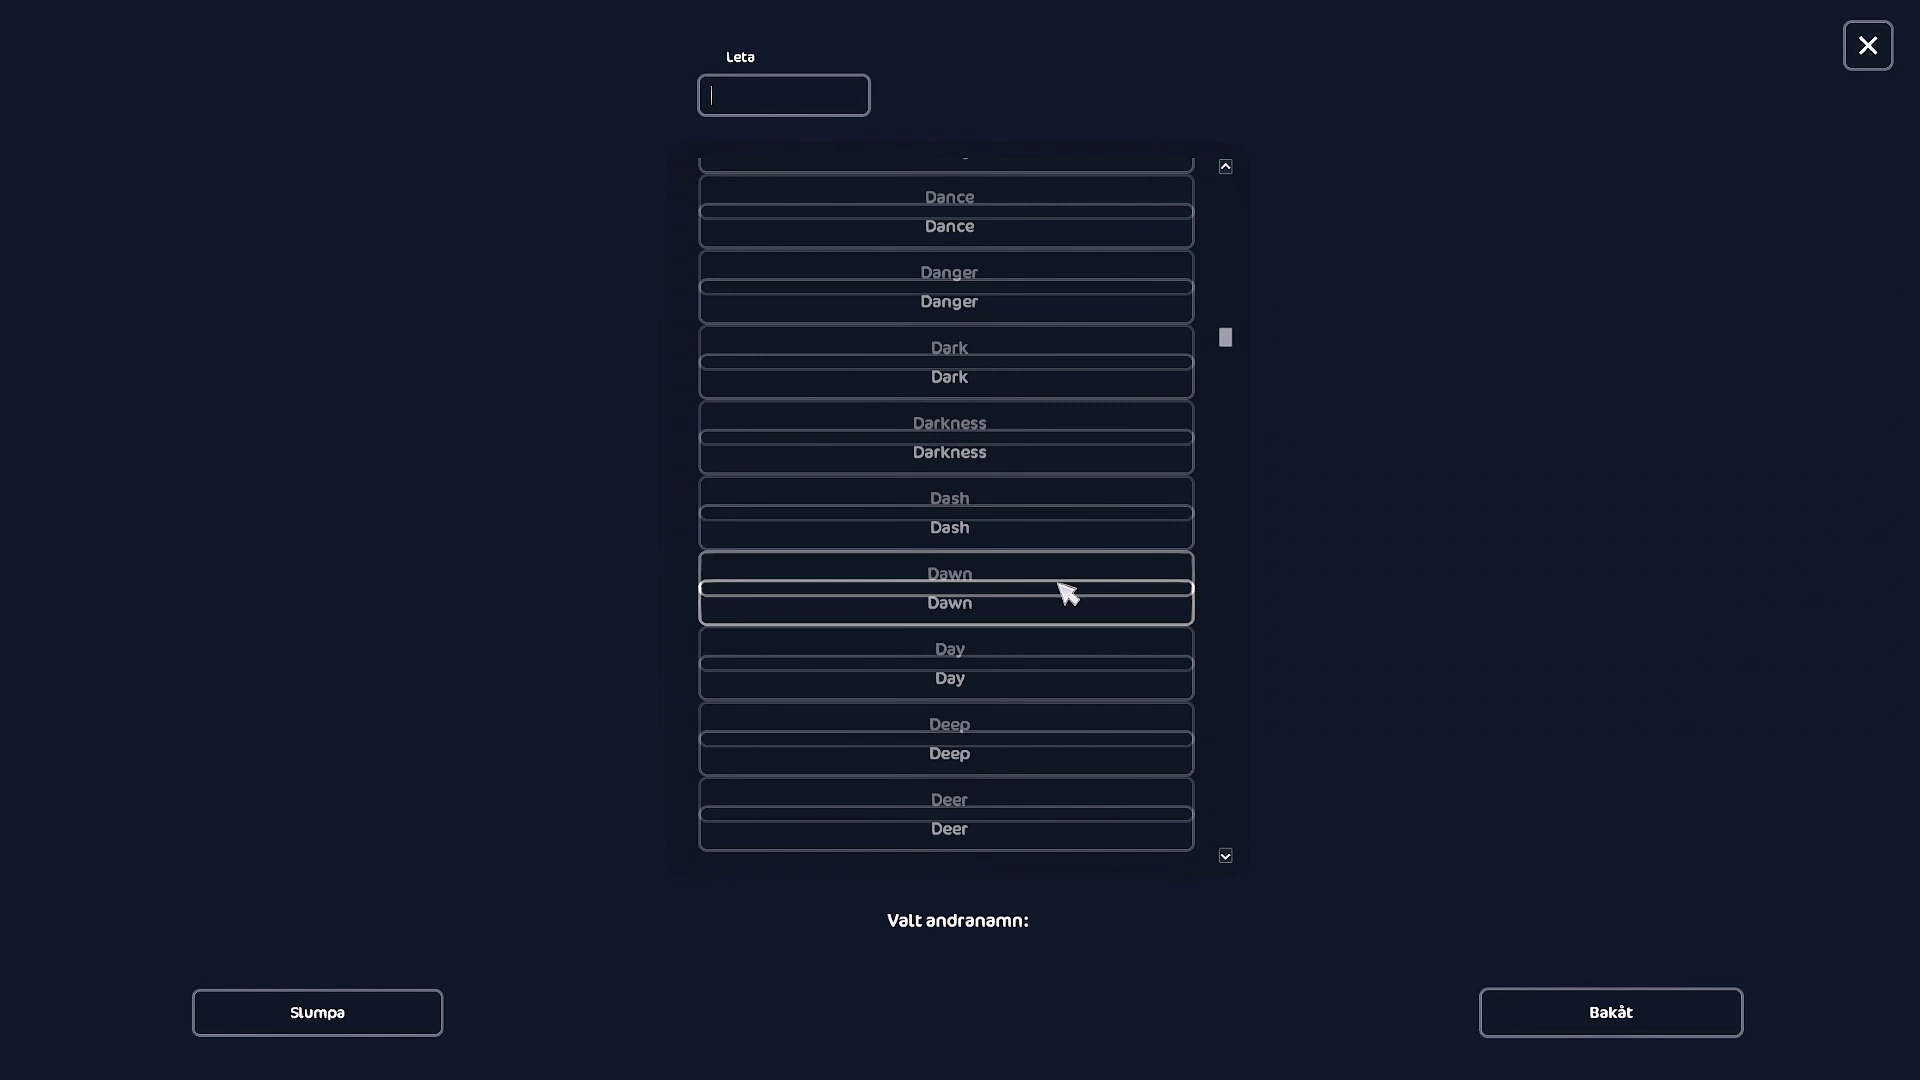 Leta
Dance
Dance
Danger
Danger
Dark
Dark
Darkness
Darkness
Dash
Dash
Dawn
Dawn
Day
Day
Deep
Deep
Deer
Deer
Valt andranamn:
Slumpa
Bakåt